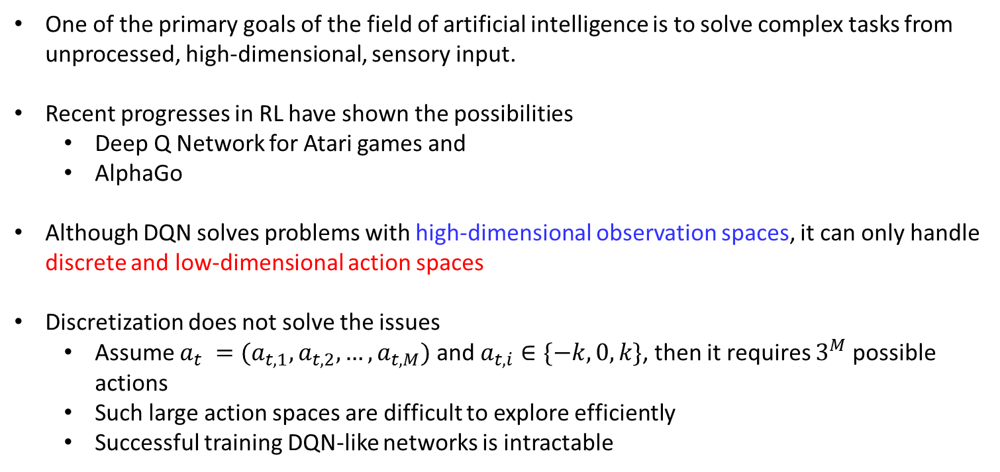 • One of the primary goals of the field of artificial intelligence is to solve complex tasks from
unprocessed, high-dimensional, sensory input.
• Recent progresses in RL have shown the possibilities
• Deep Q Network for Atari games and
• AlphaGo
• Although DQN solves problems with high-dimensional observation spaces, it can only handle
discrete and low-dimensional action spaces
• Discretization does not solve the issues
• Assume $a_t = (a_{t,1}, a_{t,2}, \ldots, a_{t,M})$ and $a_{t,i} \in \{-k, 0, k\}$, then it requires $3^M$ possible
actions
• Such large action spaces are difficult to explore efficiently
• Successful training DQN-like networks is intractable